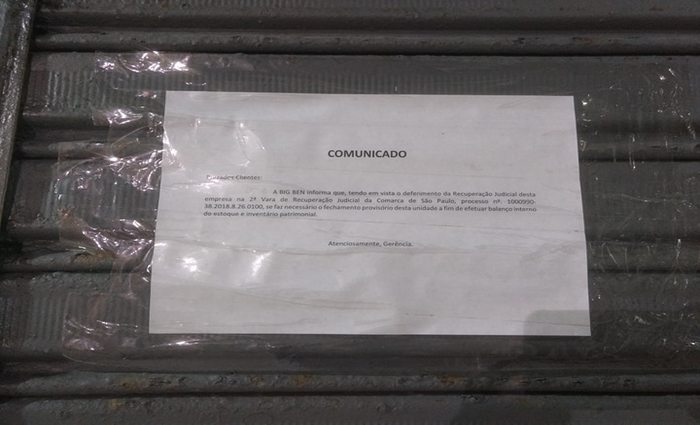 COMUNICADO
Prezados Clientes:
A BIG BEN informa que, tendo em vista o deferimento da Recuperação Judicial desta
empresa na 2ª Vara de Recuperação Judicial da Comarca de São Paulo, processo nº. 1000990-
38.2018.8.26.0100, se faz necessário o fechamento provisório desta unidade a fim de efetuar balanço interno
do estoque e inventário patrimonial.
Atenciosamente, Gerência.